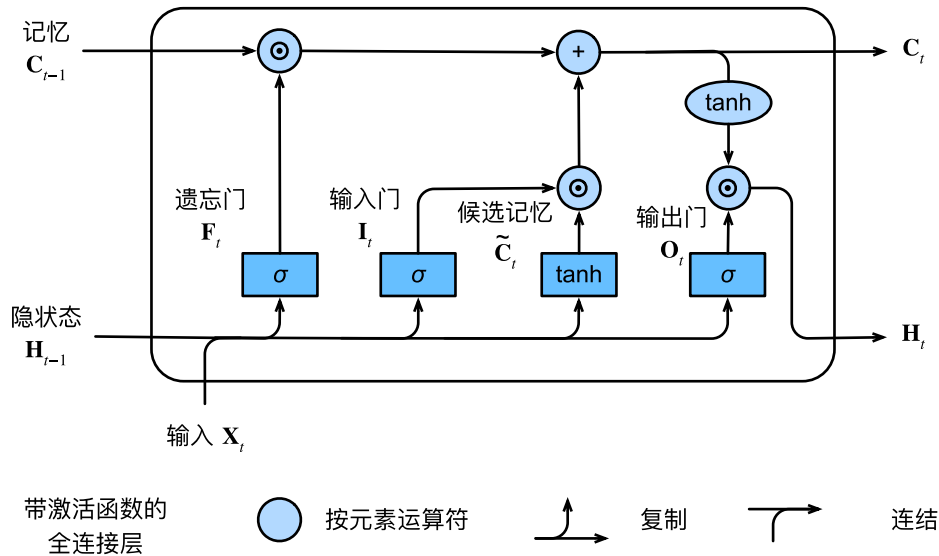 记忆
C_{t−1}
⊙
+
C_t
tanh
遗忘门
F_t
输入门
I_t
候选记忆
C̃_t
输出门
O_t
⊙
⊙
σ
σ
tanh
σ
隐状态
H_{t−1}
H_t
输入 X_t
带激活函数的
全连接层
按元素运算符
复制
连结